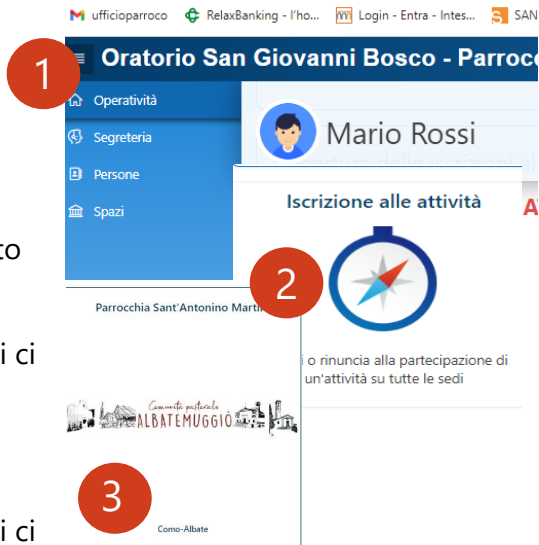 ufficioparroco RelaxBanking - l'ho... Login - Entra - Intes... SAN
1
Oratorio San Giovanni Bosco - Parrocc
Operatività
Segreteria
Persone
Spazi
Mario Rossi
Iscrizione alle attività
2
i o rinuncia alla partecipazione di
un'attività su tutte le sedi
to
i ci
i ci
Parrocchia Sant'Antonino Marti
Comunità pastorale
ALBATEMUGGIÒ
3
Como-Albate